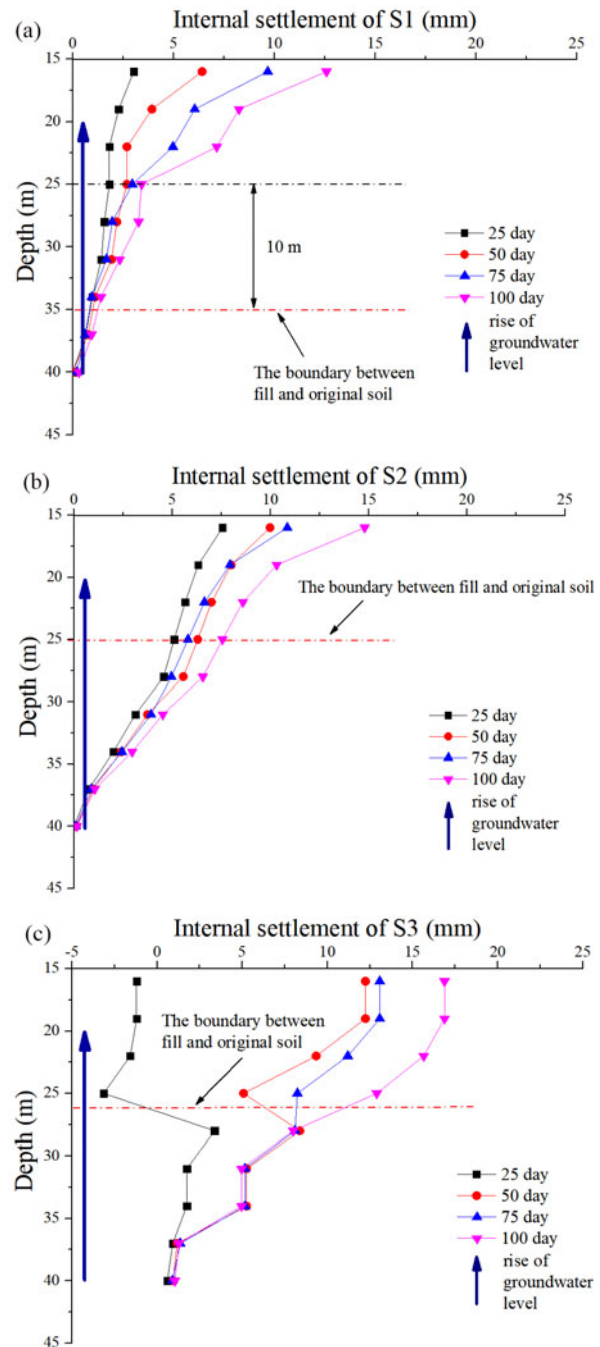 (a)
Internal settlement of S1 (mm)
0 5 10 15 20 25
15
20
25
30
35
40
45
Depth (m)
10 m
25 day
50 day
75 day
100 day
rise of
groundwater
level
The boundary between
fill and original soil
(b)
Internal settlement of S2 (mm)
0 5 10 15 20 25
15
20
25
30
35
40
45
Depth (m)
The boundary between fill and original soil
25 day
50 day
75 day
100 day
rise of
groundwater
level
(c)
Internal settlement of S3 (mm)
-5 0 5 10 15 20 25
15
20
25
30
35
40
45
Depth (m)
The boundary between
fill and original soil
25 day
50 day
75 day
100 day
rise of
groundwater
level